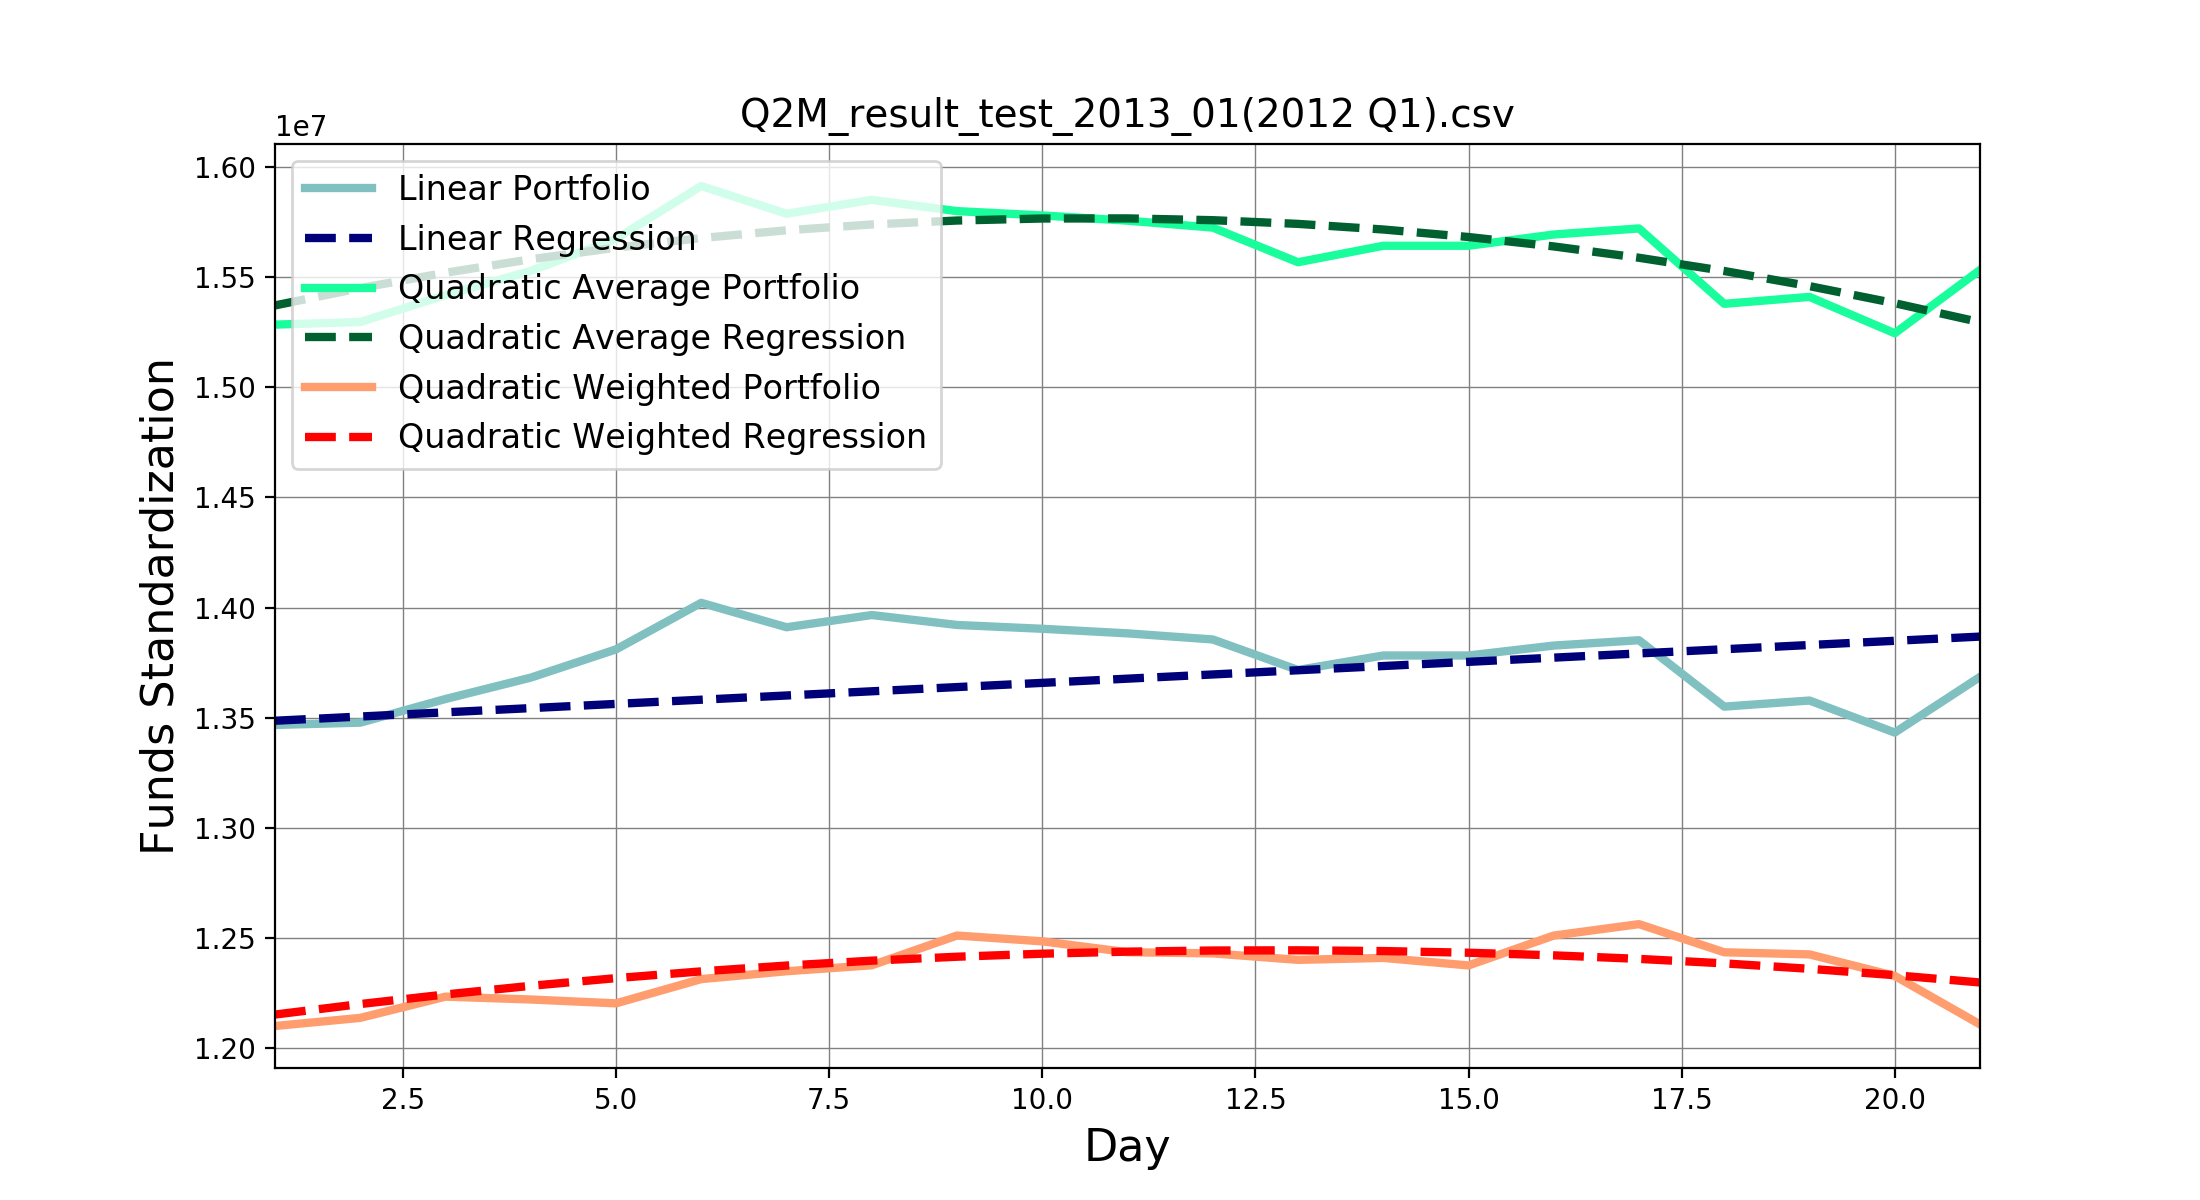 Q2M_result_test_2013_01(2012 Q1).csv
1e7
1.60
1.55
1.50
1.45
1.40
1.35
1.30
1.25
1.20
Funds Standardization
Linear Portfolio
Linear Regression
Quadratic Average Portfolio
Quadratic Average Regression
Quadratic Weighted Portfolio
Quadratic Weighted Regression
2.5 5.0 7.5 10.0 12.5 15.0 17.5 20.0
Day